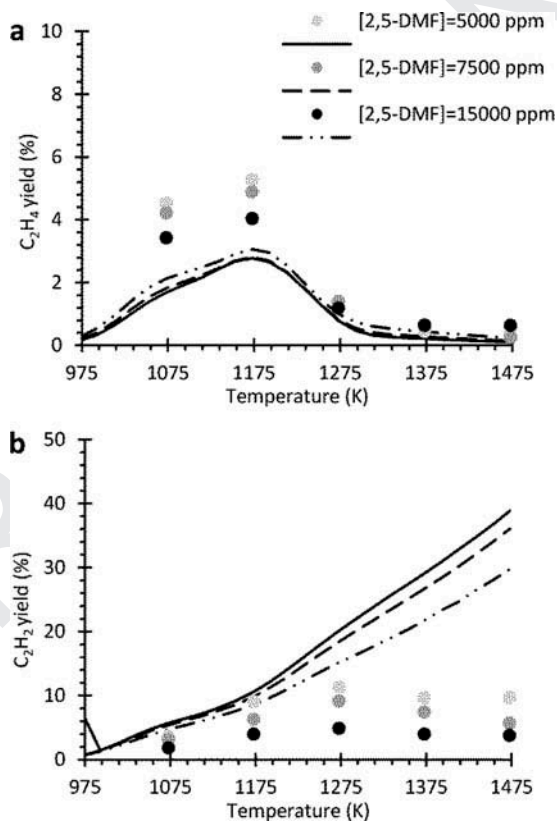 a
[2,5-DMF]=5000 ppm
[2,5-DMF]=7500 ppm
[2,5-DMF]=15000 ppm
C₂H₄ yield (%)
10
8
6
4
2
0
975 1075 1175 1275 1375 1475
Temperature (K)
b
C₂H₂ yield (%)
50
40
30
20
10
0
975 1075 1175 1275 1375 1475
Temperature (K)